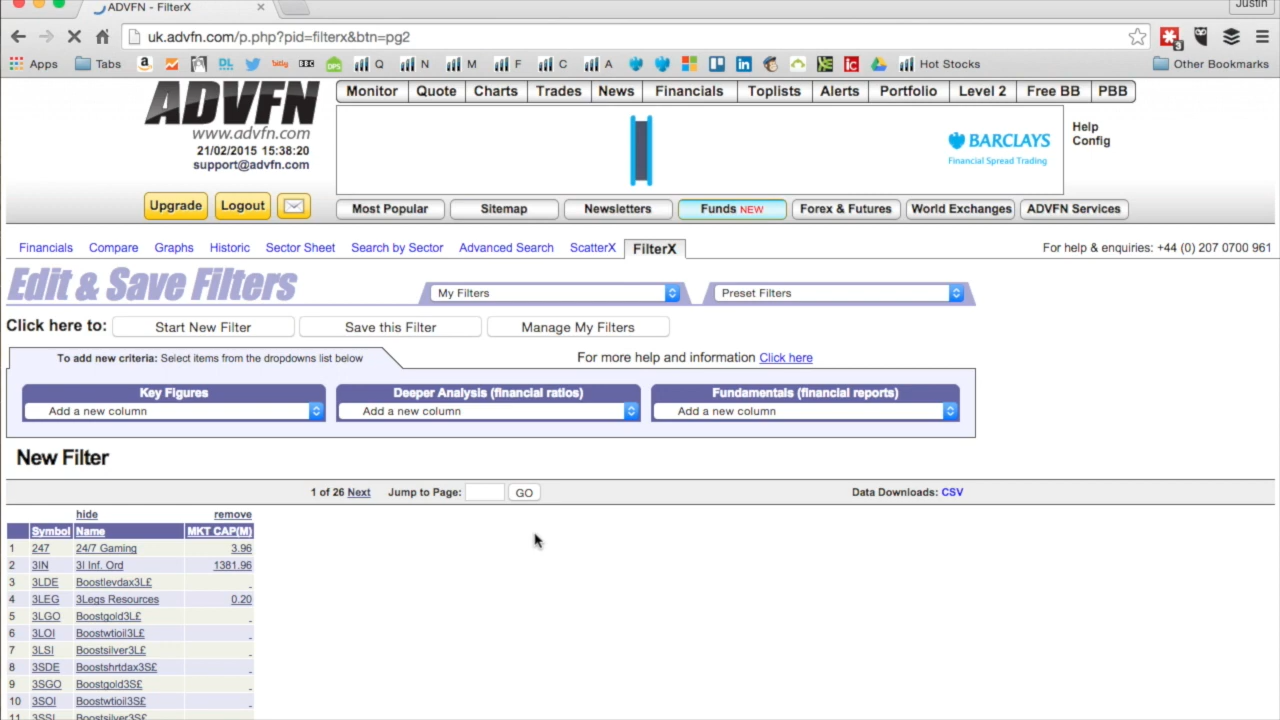 ADVFN - FilterX
Justin
uk.advfn.com/p.php?pid=filterx&btn=pg2
3
Apps Tabs a DL bitly BBC DPS Q N M F C A in ic Hot Stocks Other Bookmarks
ADVFN
www.advfn.com
21/02/2015 15:38:20
support@advfn.com
Upgrade Logout
Monitor Quote Charts Trades News Financials Toplists Alerts Portfolio Level 2 Free BB PBB
BARCLAYS
Financial Spread Trading
Help
Config
Most Popular Sitemap Newsletters Funds NEW Forex & Futures World Exchanges ADVFN Services
Financials Compare Graphs Historic Sector Sheet Search by Sector Advanced Search ScatterX FilterX For help & enquiries: +44 (0) 207 0700 961
Edit & Save Filters My Filters Preset Filters
Click here to: Start New Filter Save this Filter Manage My Filters
To add new criteria: Select items from the dropdowns list below
For more help and information Click here
Key Figures Deeper Analysis (financial ratios) Fundamentals (financial reports)
Add a new column Add a new column Add a new column
New Filter
1 of 26 Next Jump to Page: GO Data Downloads: CSV
hide remove
Symbol Name MKT CAP(M)
1 247 24/7 Gaming 3.96
2 3IN 3I Inf. Ord 1381.96
3 3LDE Boostlevdax3L£ -
4 3LEG 3Legs Resources 0.20
5 3LGO Boostgold3L£ -
6 3LOI Boostwtioil3L£ -
7 3LSI Boostsilver3L£ -
8 3SDE Boostshrtdax3S£ -
9 3SGO Boostgold3S£ -
10 3SOI Boostwtioil3S£ -
11 3SSI Boostsilver3S£